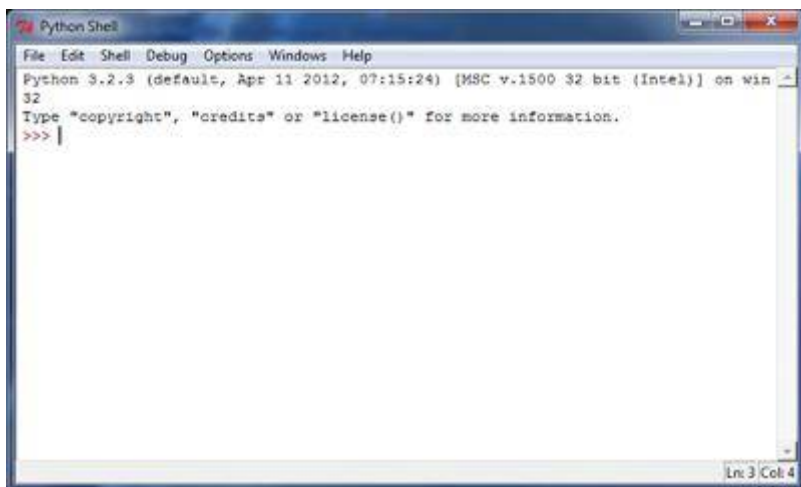 Python Shell
File Edit Shell Debug Options Windows Help
Python 3.2.3 (default, Apr 11 2012, 07:15:24) [MSC v.1500 32 bit (Intel)] on win
32
Type "copyright", "credits" or "license()" for more information.
>>>
Ln: 3 Col: 4